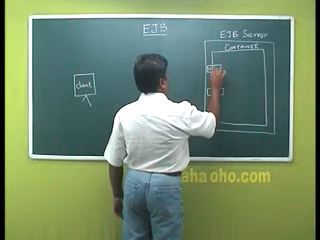 EJB
EJB Server
CONTAINER
client
aha oho.com